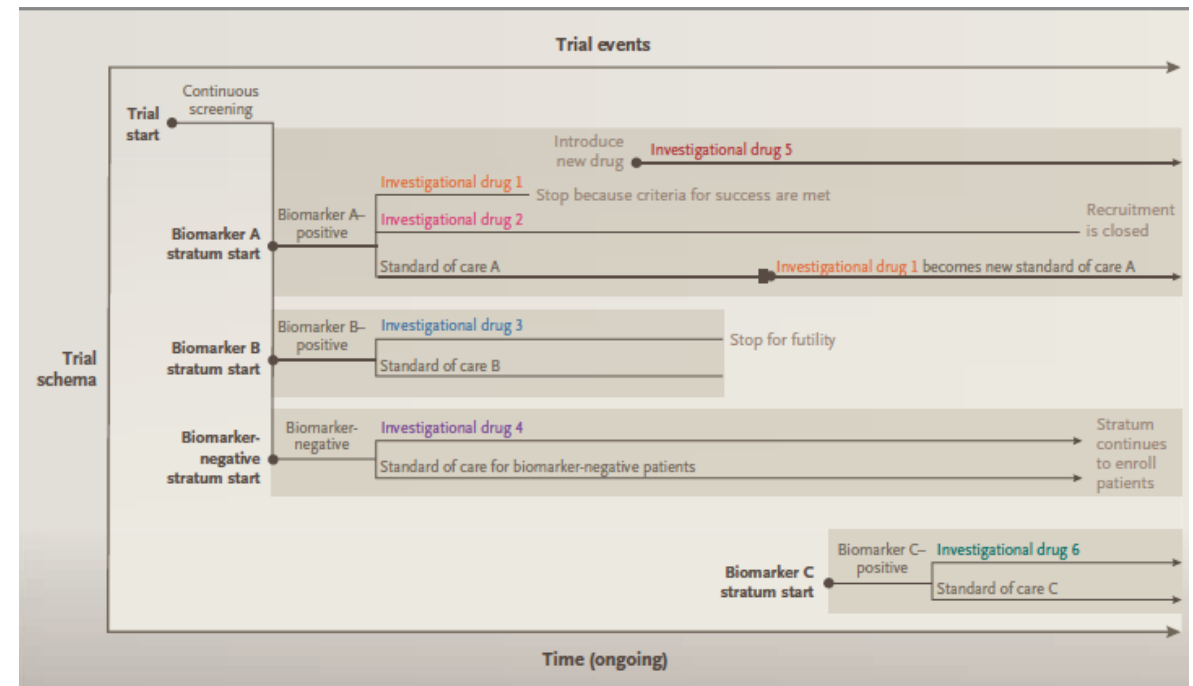 Trial events
Continuous
screening
Trial
start
Introduce
new drug
Investigational drug 5
Investigational drug 1
Stop because criteria for success are met
Biomarker A–
positive
Investigational drug 2
Recruitment
is closed
Biomarker A
stratum start
Standard of care A
Investigational drug 1 becomes new standard of care A
Biomarker B–
positive
Investigational drug 3
Stop for futility
Biomarker B
stratum start
Standard of care B
Trial
schema
Biomarker-
negative
Investigational drug 4
Stratum
continues
to enroll
patients
Biomarker-
negative
stratum start
Standard of care for biomarker-negative patients
Biomarker C–
positive
Investigational drug 6
Biomarker C
stratum start
Standard of care C
Time (ongoing)